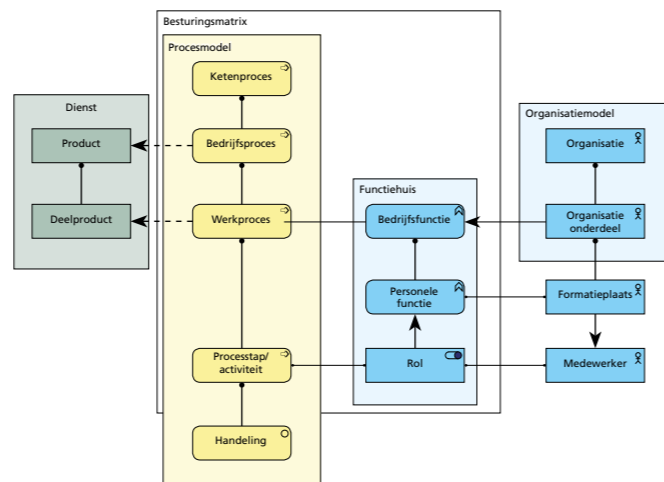 Besturingsmatrix
Procesmodel
Ketenproces
Dienst
Organisatiemodel
Product
Bedrijfsproces
Organisatie
Functiehuis
Deelproduct
Werkproces
Bedrijfsfunctie
Organisatie
onderdeel
Personele
functie
Formatieplaats
Processtap/
activiteit
Rol
Medewerker
Handeling